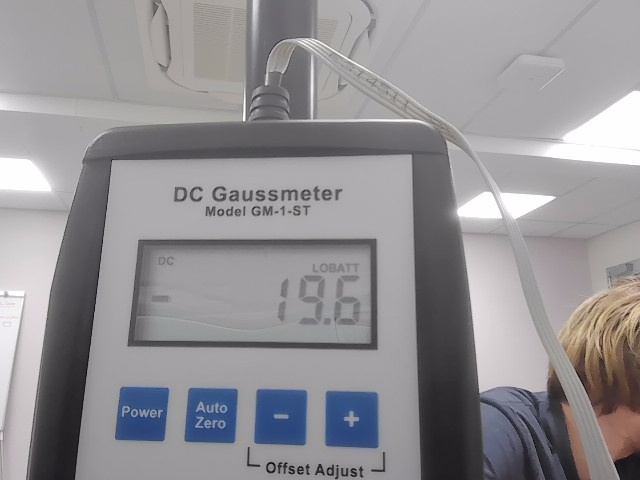 DC Gaussmeter
Model GM-1-ST
DC
LOBATT
- 19.6
Power
Auto
Zero
-
+
Offset Adjust